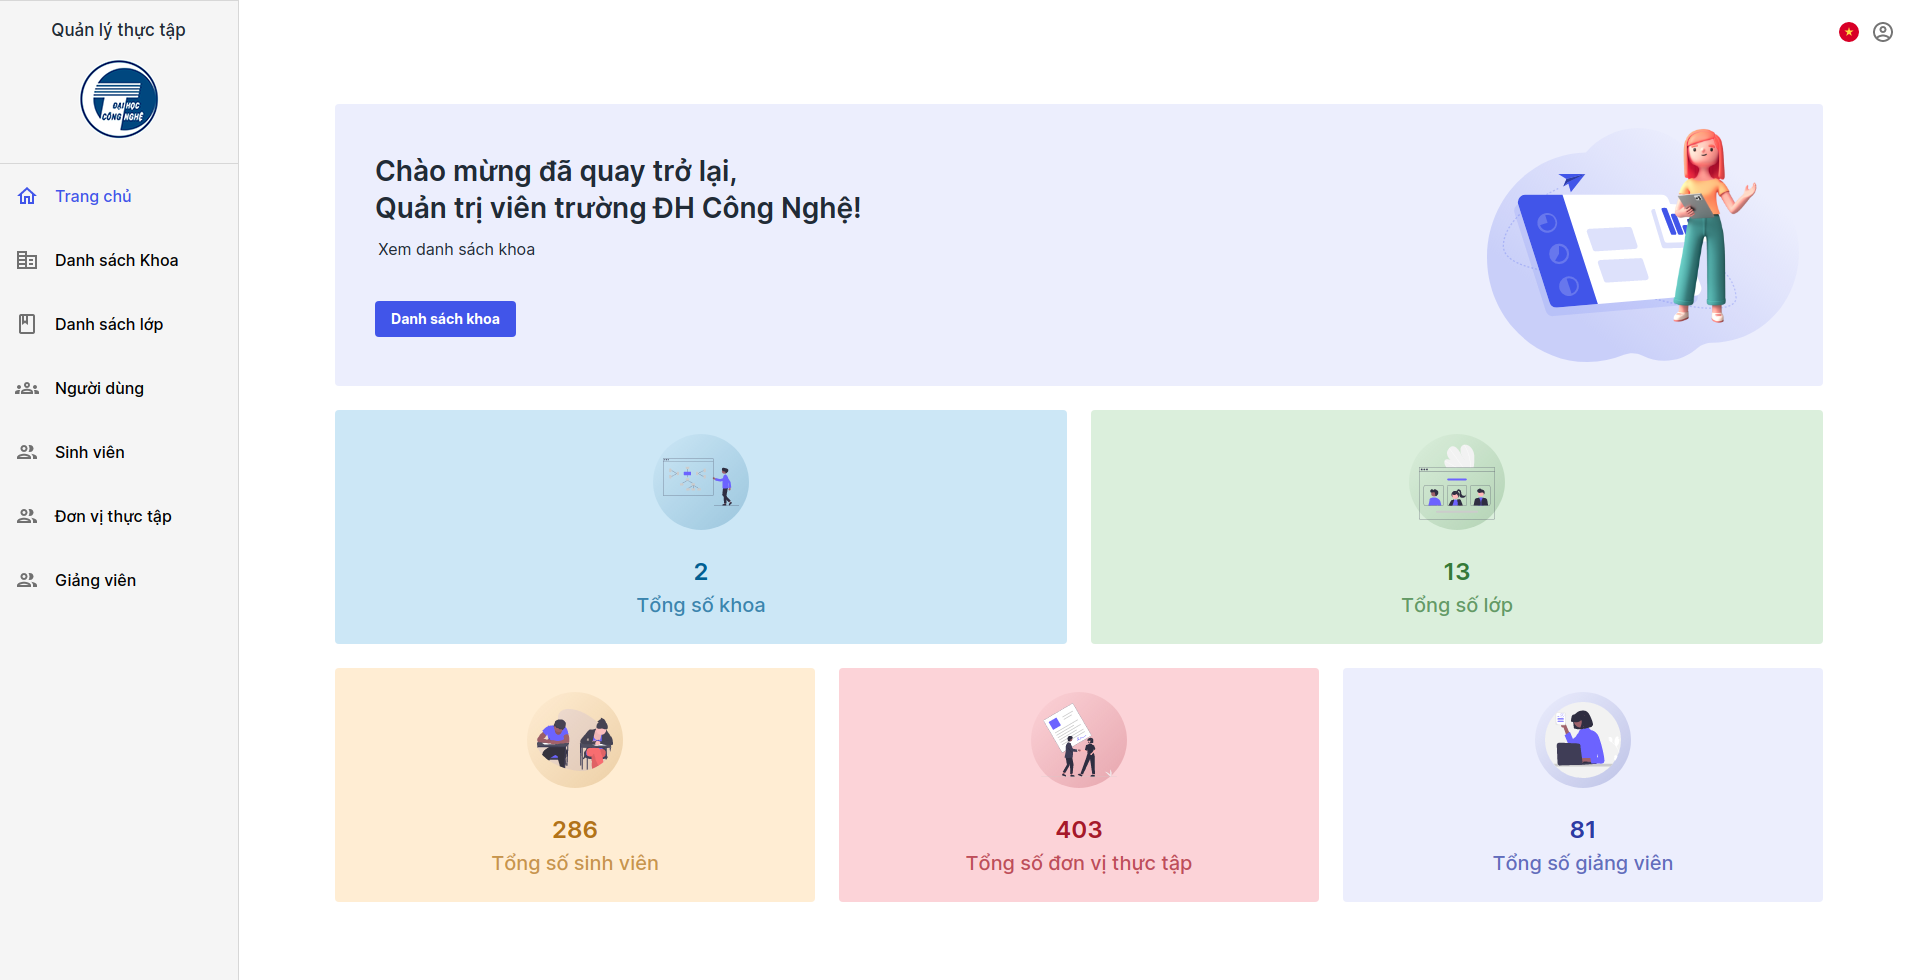 Quản lý thực tập
ĐẠI HỌC
CÔNG NGHỆ
Trang chủ
Danh sách Khoa
Danh sách lớp
Người dùng
Sinh viên
Đơn vị thực tập
Giảng viên
Chào mừng đã quay trở lại,
Quản trị viên trường ĐH Công Nghệ!
Xem danh sách khoa
Danh sách khoa
2
Tổng số khoa
13
Tổng số lớp
286
Tổng số sinh viên
403
Tổng số đơn vị thực tập
81
Tổng số giảng viên